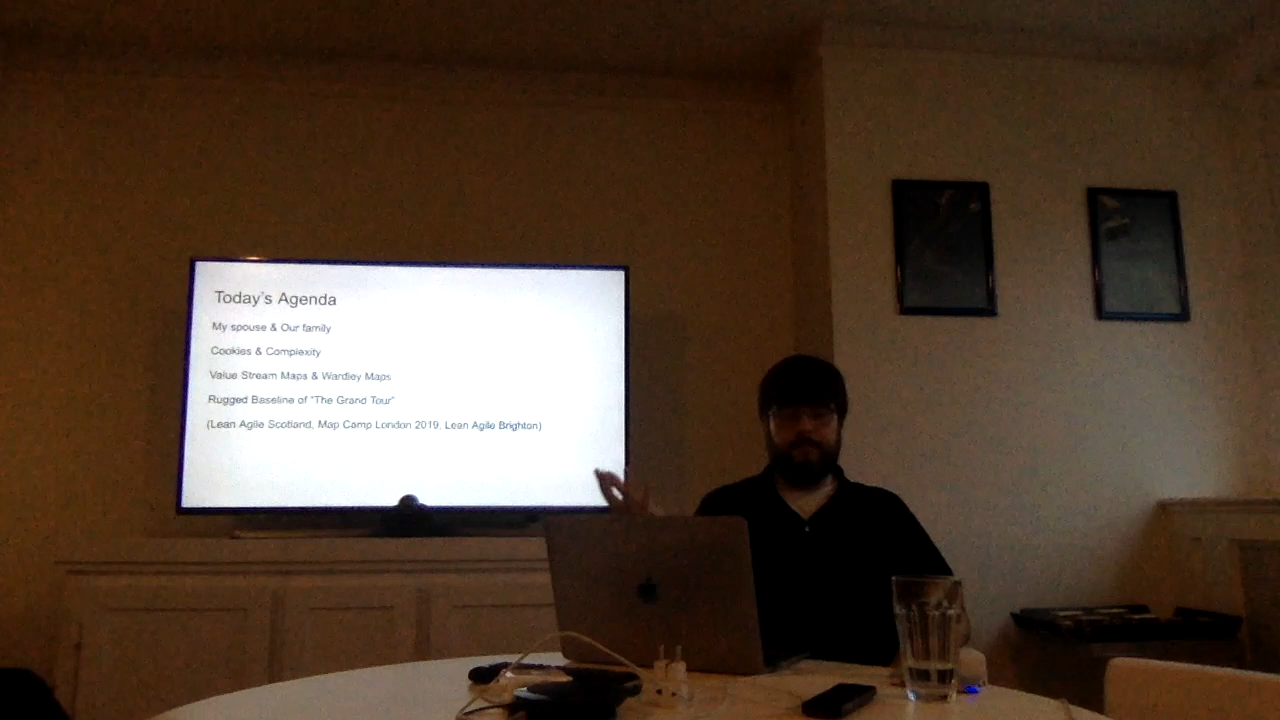 Today's Agenda
My spouse & Our family
Cookies & Complexity
Value Stream Maps & Wardley Maps
Rugged Baseline of "The Grand Tour"
(Lean Agile Scotland, Map Camp London 2019, Lean Agile Brighton)